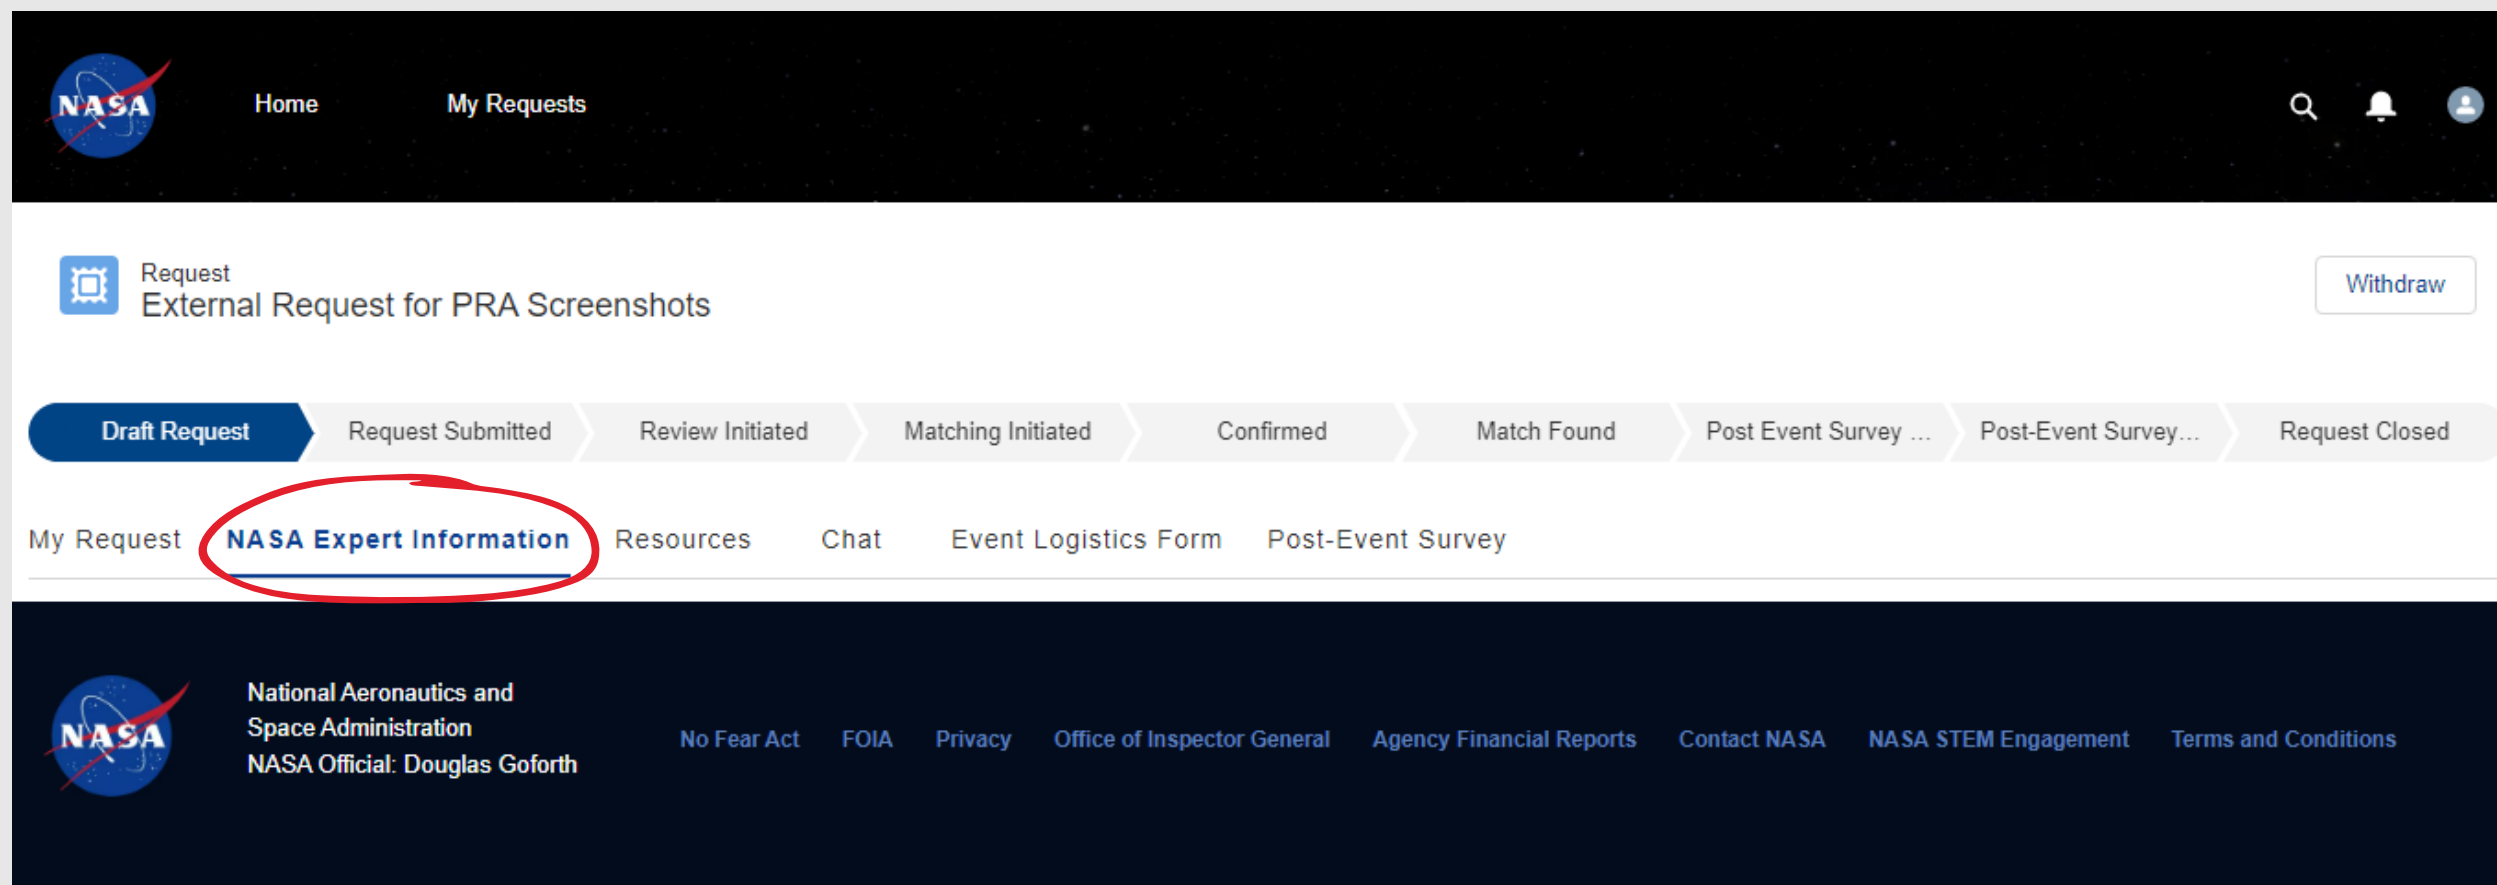 NASA
Home
My Requests
Request
External Request for PRA Screenshots
Withdraw
Draft Request
Request Submitted
Review Initiated
Matching Initiated
Confirmed
Match Found
Post Event Survey ...
Post-Event Survey...
Request Closed
My Request
NASA Expert Information
Resources
Chat
Event Logistics Form
Post-Event Survey
NASA
National Aeronautics and
Space Administration
NASA Official: Douglas Goforth
No Fear Act
FOIA
Privacy
Office of Inspector General
Agency Financial Reports
Contact NASA
NASA STEM Engagement
Terms and Conditions